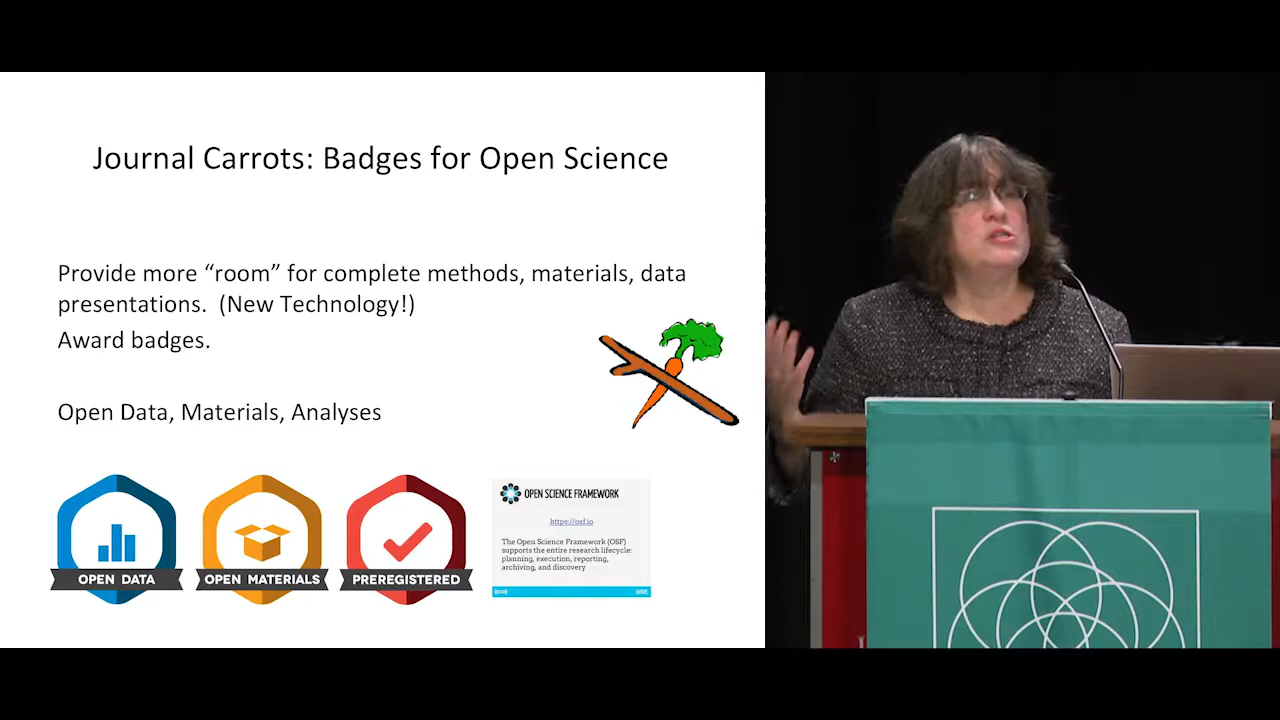 Journal Carrots: Badges for Open Science
Provide more “room” for complete methods, materials, data
presentations. (New Technology!)
Award badges.
Open Data, Materials, Analyses
OPEN DATA
OPEN MATERIALS
PREREGISTERED
OPEN SCIENCE FRAMEWORK
https://osf.io
The Open Science Framework (OSF)
supports the entire research lifecycle:
planning, execution, reporting,
archiving, and discovery